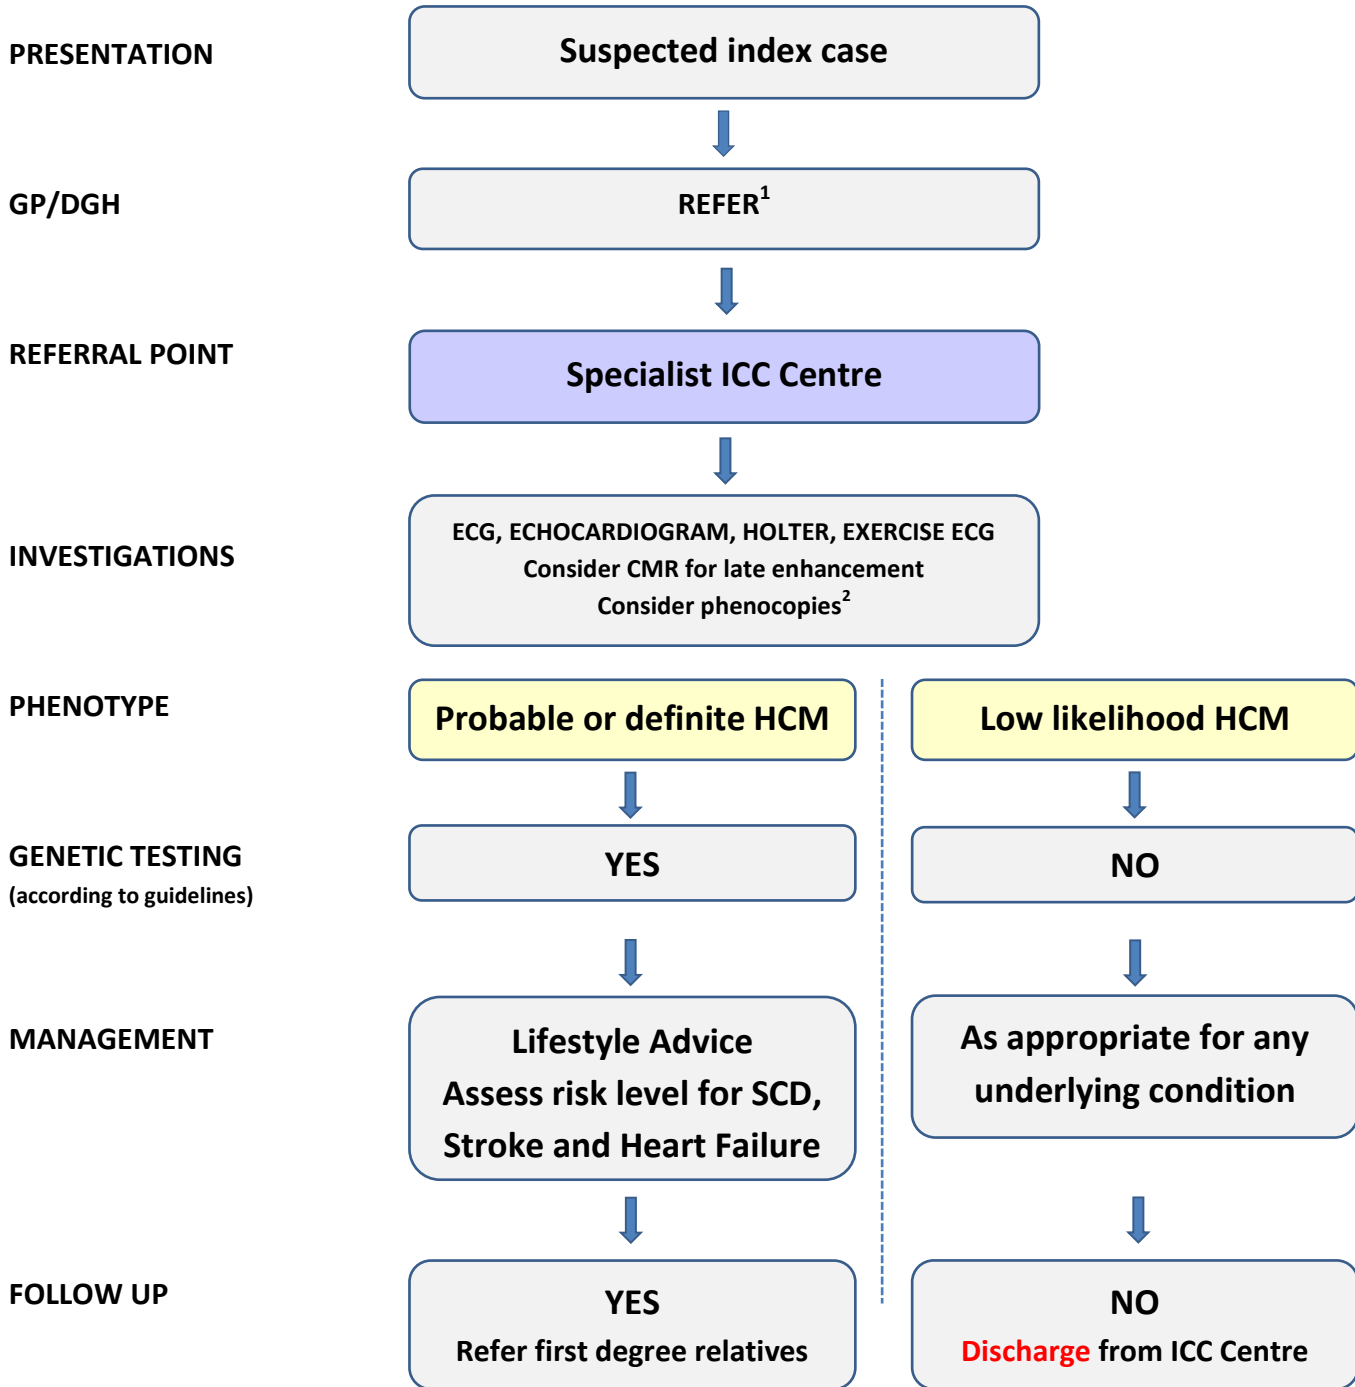 PRESENTATION
Suspected index case
GP/DGH
REFER¹
REFERRAL POINT
Specialist ICC Centre
INVESTIGATIONS
ECG, ECHOCARDIOGRAM, HOLTER, EXERCISE ECG
Consider CMR for late enhancement
Consider phenocopies²
PHENOTYPE
Probable or definite HCM
Low likelihood HCM
GENETIC TESTING
(according to guidelines)
YES
NO
MANAGEMENT
Lifestyle Advice
Assess risk level for SCD,
Stroke and Heart Failure
As appropriate for any
underlying condition
FOLLOW UP
YES
Refer first degree relatives
NO
Discharge from ICC Centre